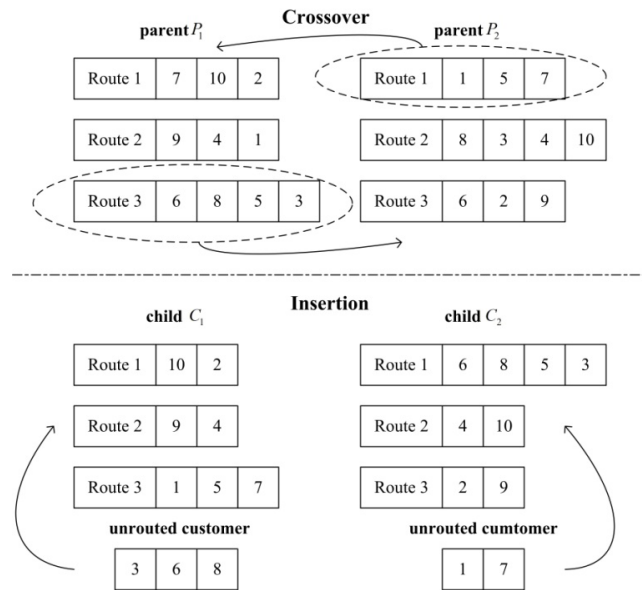 Crossover
parent P₁
parent P₂
Route 1 7 10 2
Route 1 1 5 7
Route 2 9 4 1
Route 2 8 3 4 10
Route 3 6 8 5 3
Route 3 6 2 9
Insertion
child C₁
child C₂
Route 1 10 2
Route 1 6 8 5 3
Route 2 9 4
Route 2 4 10
Route 3 1 5 7
Route 3 2 9
unrouted customer
unrouted cumtomer
3 6 8
1 7